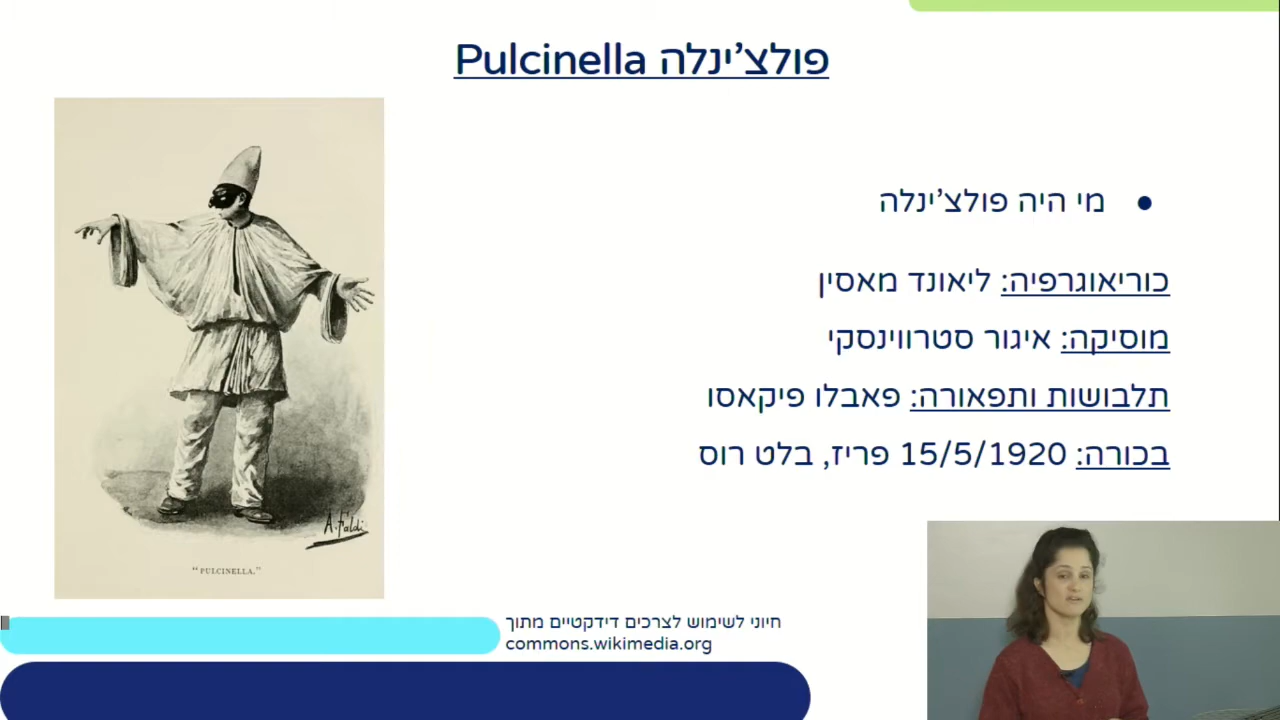 פולצ'ינלה Pulcinella
מי היה פולצ'ינלה
כוריאוגרפיה: ליאונד מאסין
מוסיקה: איגור סטרווינסקי
תלבושות ותפאורה: פאבלו פיקאסו
בכורה: 15/5/1920 פריז, בלט רוס
A. Faldi
"PULCINELLA."
חיוני לשימוש לצרכים דידקטיים מתוך
commons.wikimedia.org